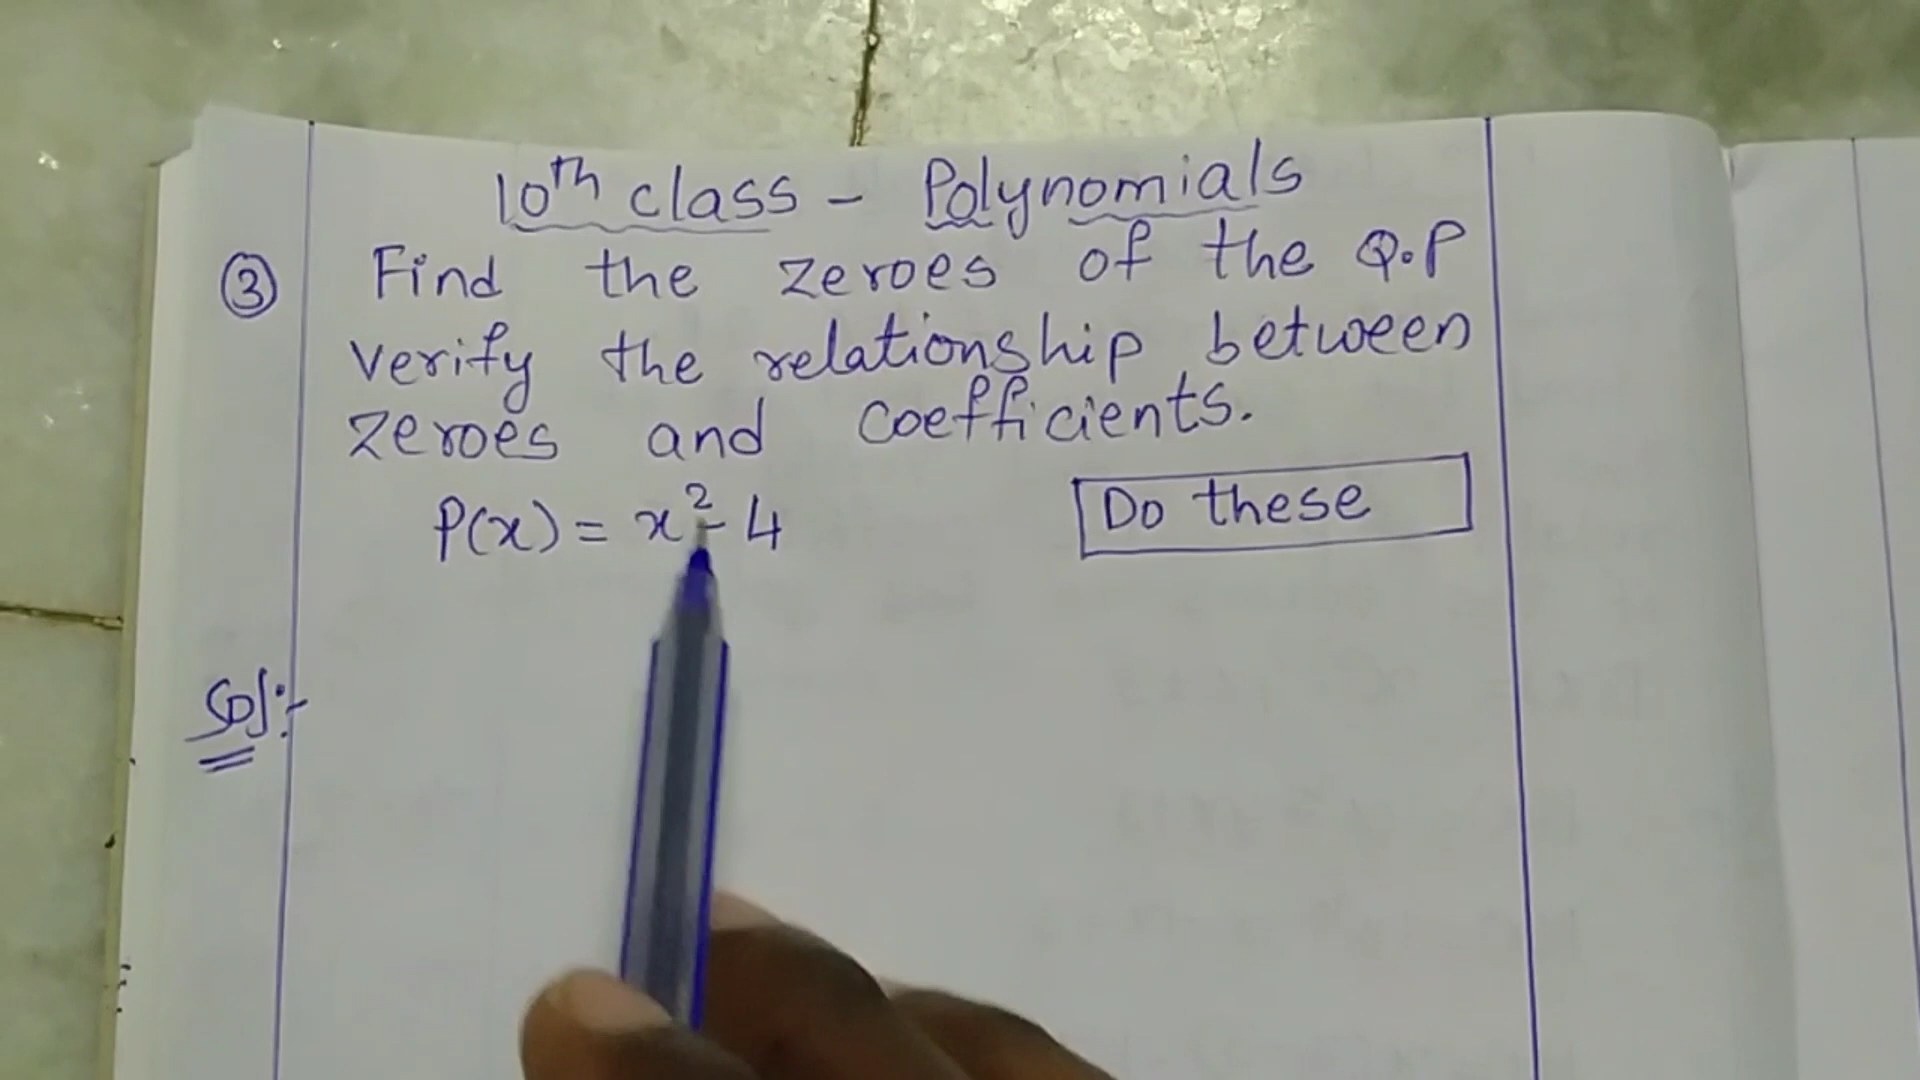 10th class - Polynomials
③ Find the zeroes of the Q.P
verify the relationship between
zeroes and coefficients.
P(x) = x² - 4
Do these
Sol:-